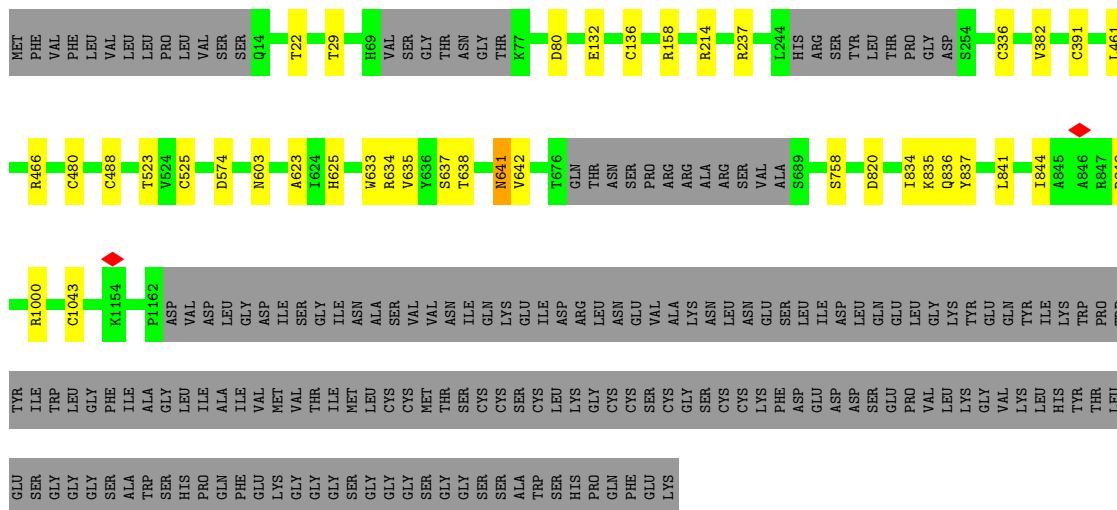 MET PHE VAL PHE LEU VAL LEU LEU PRO LEU VAL SER SER Q14 T22 T29 H69 VAL SER GLY THR ASN GLY THR K77 D80 E132 C136 R158 R214 R237 L244 HIS ARG SER TYR LEU THR PRO GLY ASP S254 C336 V382 C391 L461
R466 C480 C488 T523 V524 C525 D574 N603 A623 I624 H625 W633 R634 V635 Y636 S637 T638 N641 V642 T676 GLN THR ASN SER PRO ARG ARG ALA ARG SER VAL ALA S689 S758 D820 I834 K835 Q836 Y837 L841 I844 A845 A846 R847
R1000 C1043 K1154 P1162 ASP VAL ASP LEU GLY ASP ILE SER GLY ILE ASN ALA SER VAL VAL ASN ILE GLN LYS GLU ILE ASP ARG LEU ASN GLU VAL ALA LYS ASN LEU ASN GLU SER LEU ILE ASP LEU GLN GLU LEU GLY LYS TYR GLU GLN TYR ILE LYS TRP PRO
TYR ILE TRP LEU GLY PHE ILE ALA GLY LEU ILE ALA ILE VAL MET VAL THR ILE MET LEU CYS CYS MET THR SER CYS CYS SER CYS LEU LYS GLY CYS CYS SER CYS GLY SER CYS CYS LYS PHE ASP GLU ASP ASP SER GLU PRO VAL LEU LYS GLY VAL LYS LEU HIS TYR THR LEU
GLU SER GLY GLY GLY SER ALA TRP SER HIS PRO GLN PHE GLU LYS GLY GLY GLY SER GLY GLY GLY SER GLY GLY SER SER ALA TRP SER HIS PRO GLN PHE GLU LYS